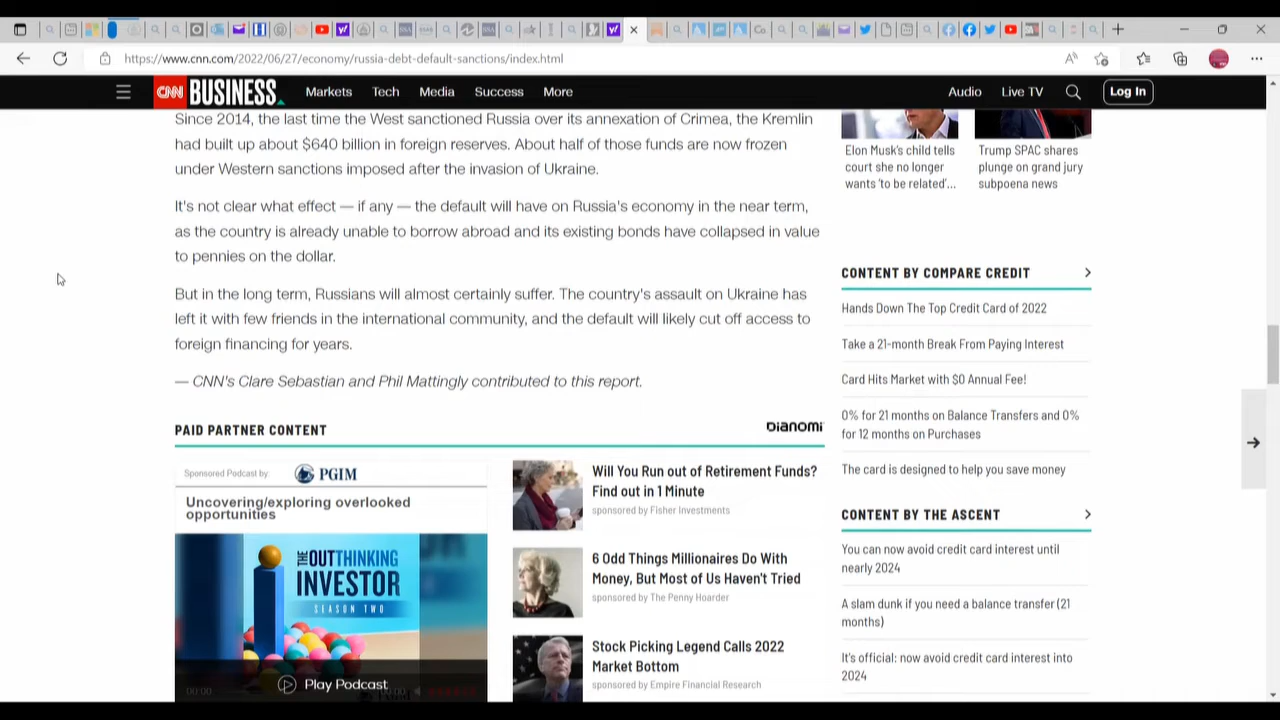 https://www.cnn.com/2022/06/27/economy/russia-debt-default-sanctions/index.html
CNN BUSINESS
Markets
Tech
Media
Success
More
Audio
Live TV
Log In
Since 2014, the last time the West sanctioned Russia over its annexation of Crimea, the Kremlin
had built up about $640 billion in foreign reserves. About half of those funds are now frozen
under Western sanctions imposed after the invasion of Ukraine.
It's not clear what effect — if any — the default will have on Russia's economy in the near term,
as the country is already unable to borrow abroad and its existing bonds have collapsed in value
to pennies on the dollar.
But in the long term, Russians will almost certainly suffer. The country's assault on Ukraine has
left it with few friends in the international community, and the default will likely cut off access to
foreign financing for years.
— CNN's Clare Sebastian and Phil Mattingly contributed to this report.
PAID PARTNER CONTENT
Dianomi
Sponsored Podcast by:
PGIM
Uncovering/exploring overlooked
opportunities
THE OUTTHINKING
INVESTOR
SEASON TWO
00:00
Play Podcast
Will You Run out of Retirement Funds?
Find out in 1 Minute
sponsored by Fisher Investments
6 Odd Things Millionaires Do With
Money, But Most of Us Haven't Tried
sponsored by The Penny Hoarder
Stock Picking Legend Calls 2022
Market Bottom
sponsored by Empire Financial Research
Elon Musk's child tells
court she no longer
wants 'to be related'...
Trump SPAC shares
plunge on grand jury
subpoena news
CONTENT BY COMPARE CREDIT
Hands Down The Top Credit Card of 2022
Take a 21-month Break From Paying Interest
Card Hits Market with $0 Annual Fee!
0% for 21 months on Balance Transfers and 0%
for 12 months on Purchases
The card is designed to help you save money
CONTENT BY THE ASCENT
You can now avoid credit card interest until
nearly 2024
A slam dunk if you need a balance transfer (21
months)
It's official: now avoid credit card interest into
2024